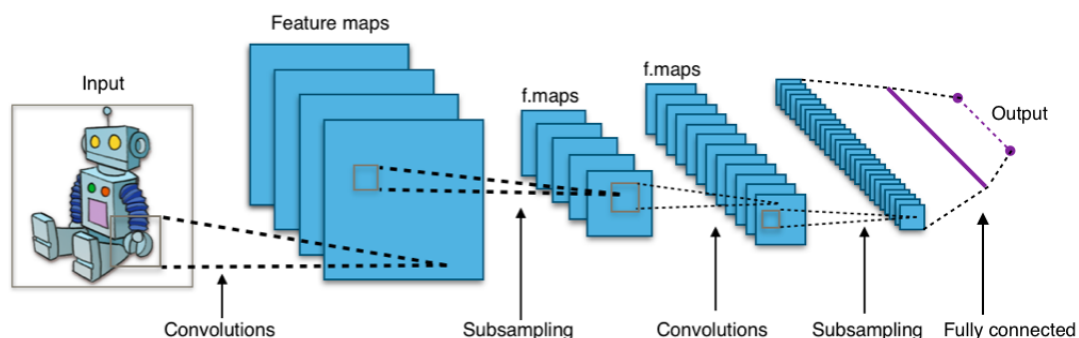 Feature maps
Input
f.maps
f.maps
Output
Convolutions
Subsampling
Convolutions
Subsampling
Fully connected